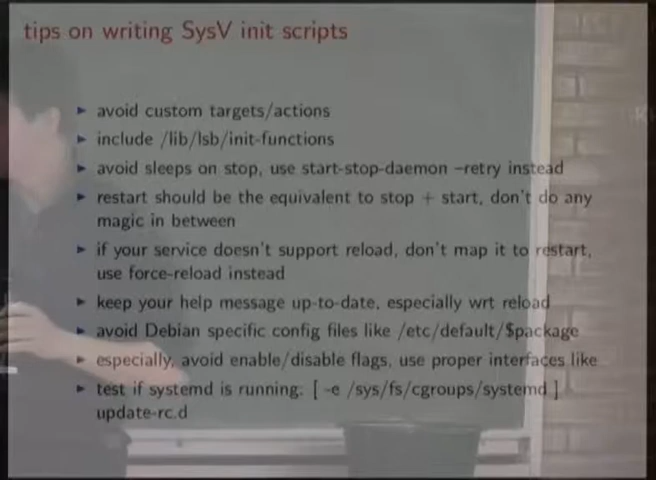 tips on writing SysV init scripts
► avoid custom targets/actions
► include /lib/lsb/init-functions
► avoid sleeps on stop, use start-stop-daemon –retry instead
► restart should be the equivalent to stop + start, don't do any
magic in between
► if your service doesn't support reload, don't map it to restart,
use force-reload instead
► keep your help message up-to-date, especially wrt reload
► avoid Debian specific config files like /etc/default/$package
► especially, avoid enable/disable flags, use proper interfaces like
► test if systemd is running: [ -e /sys/fs/cgroups/systemd ]
update-rc.d